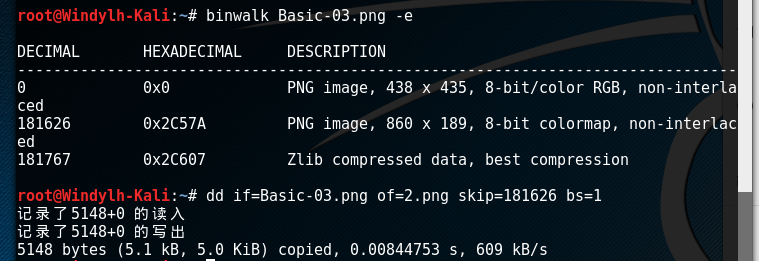 root@Windylh-Kali:~# binwalk Basic-03.png -e
DECIMAL HEXADECIMAL DESCRIPTION
--------------------------------------------------------------------------------
0 0x0 PNG image, 438 x 435, 8-bit/color RGB, non-interla
ced
181626 0x2C57A PNG image, 860 x 189, 8-bit colormap, non-interlac
ed
181767 0x2C607 Zlib compressed data, best compression
root@Windylh-Kali:~# dd if=Basic-03.png of=2.png skip=181626 bs=1
记录了5148+0 的读入
记录了5148+0 的写出
5148 bytes (5.1 kB, 5.0 KiB) copied, 0.00844753 s, 609 kB/s